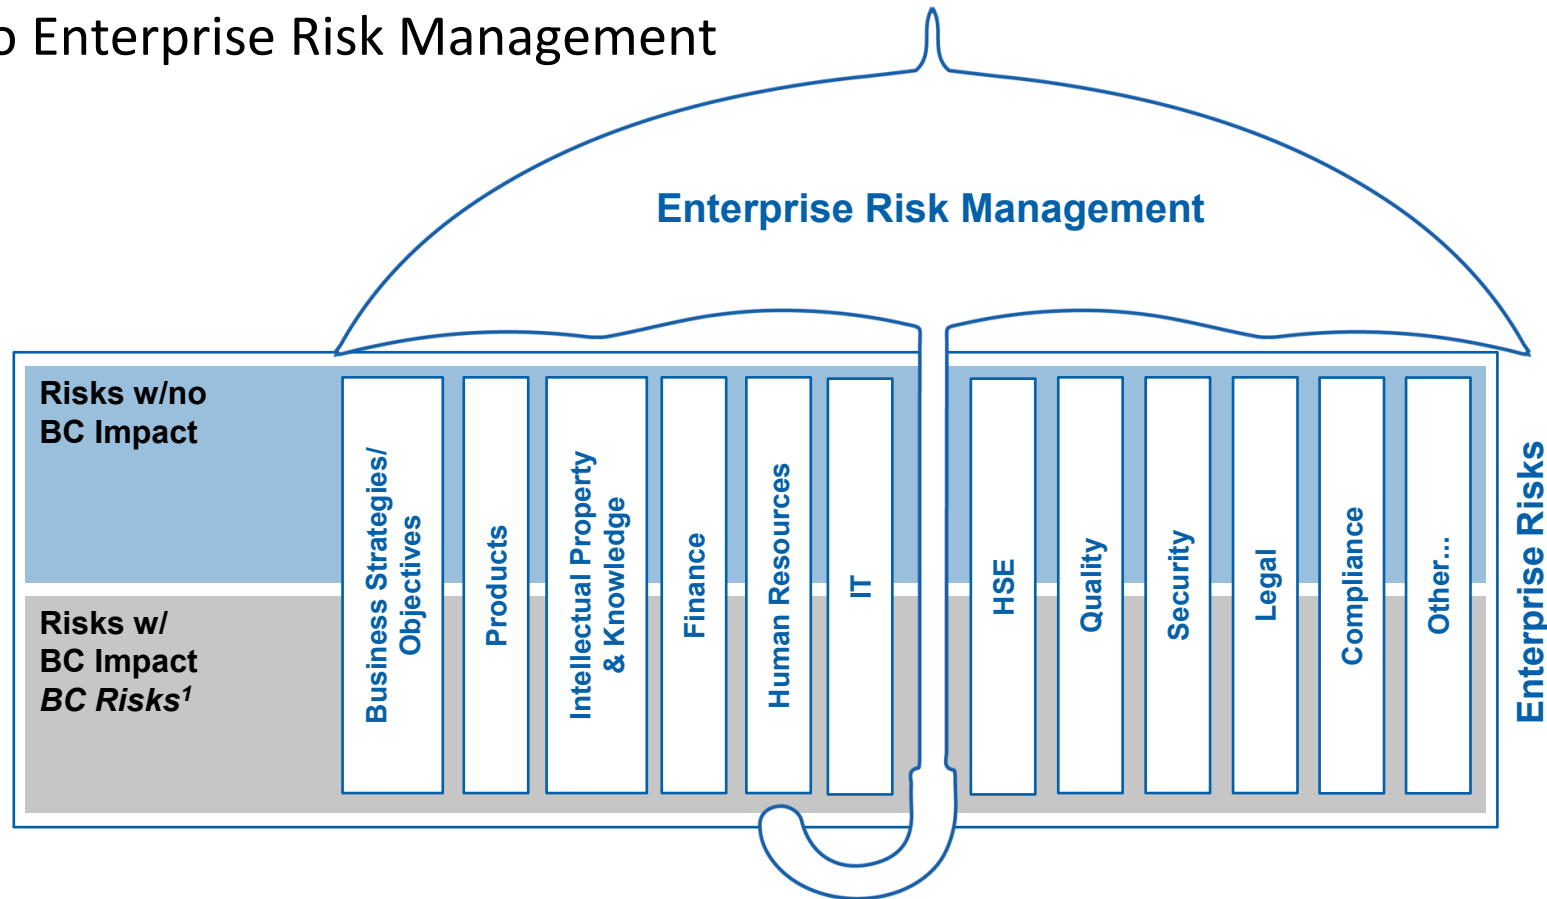 o Enterprise Risk Management
Enterprise Risk Management
Risks w/no
BC Impact
Risks w/
BC Impact
BC Risks¹
Business Strategies/
Objectives
Products
Intellectual Property
& Knowledge
Finance
Human Resources
IT
HSE
Quality
Security
Legal
Compliance
Other...
Enterprise Risks